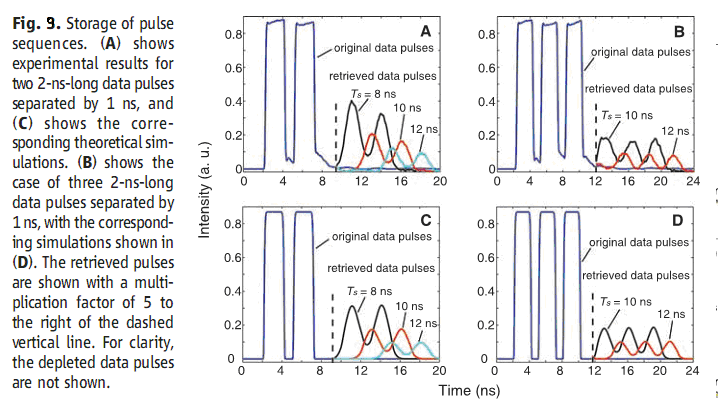 Fig. 9. Storage of pulse
sequences. (A) shows
experimental results for
two 2-ns-long data pulses
separated by 1 ns, and
(C) shows the corre-
sponding theoretical sim-
ulations. (B) shows the
case of three 2-ns-long
data pulses separated by
1 ns, with the correspond-
ing simulations shown in
(D). The retrieved pulses
are shown with a multi-
plication factor of 5 to
the right of the dashed
vertical line. For clarity,
the depleted data pulses
are not shown.
Intensity (a. u.)
A
0.8
0.6
0.4
0.2
0
original data pulses
retrieved data pulses
Ts = 8 ns
10 ns
12 ns
0 4 8 12 16 20
B
0.8
0.6
0.4
0.2
0
original data pulses
retrieved data pulses
Ts = 10 ns
12 ns
0 4 8 12 16 20 24
C
0.8
0.6
0.4
0.2
0
original data pulses
retrieved data pulses
Ts = 8 ns
10 ns
12 ns
0 4 8 12 16 20
D
0.8
0.6
0.4
0.2
0
original data pulses
retrieved data pulses
Ts = 10 ns
12 ns
0 4 8 12 16 20 24
Time (ns)